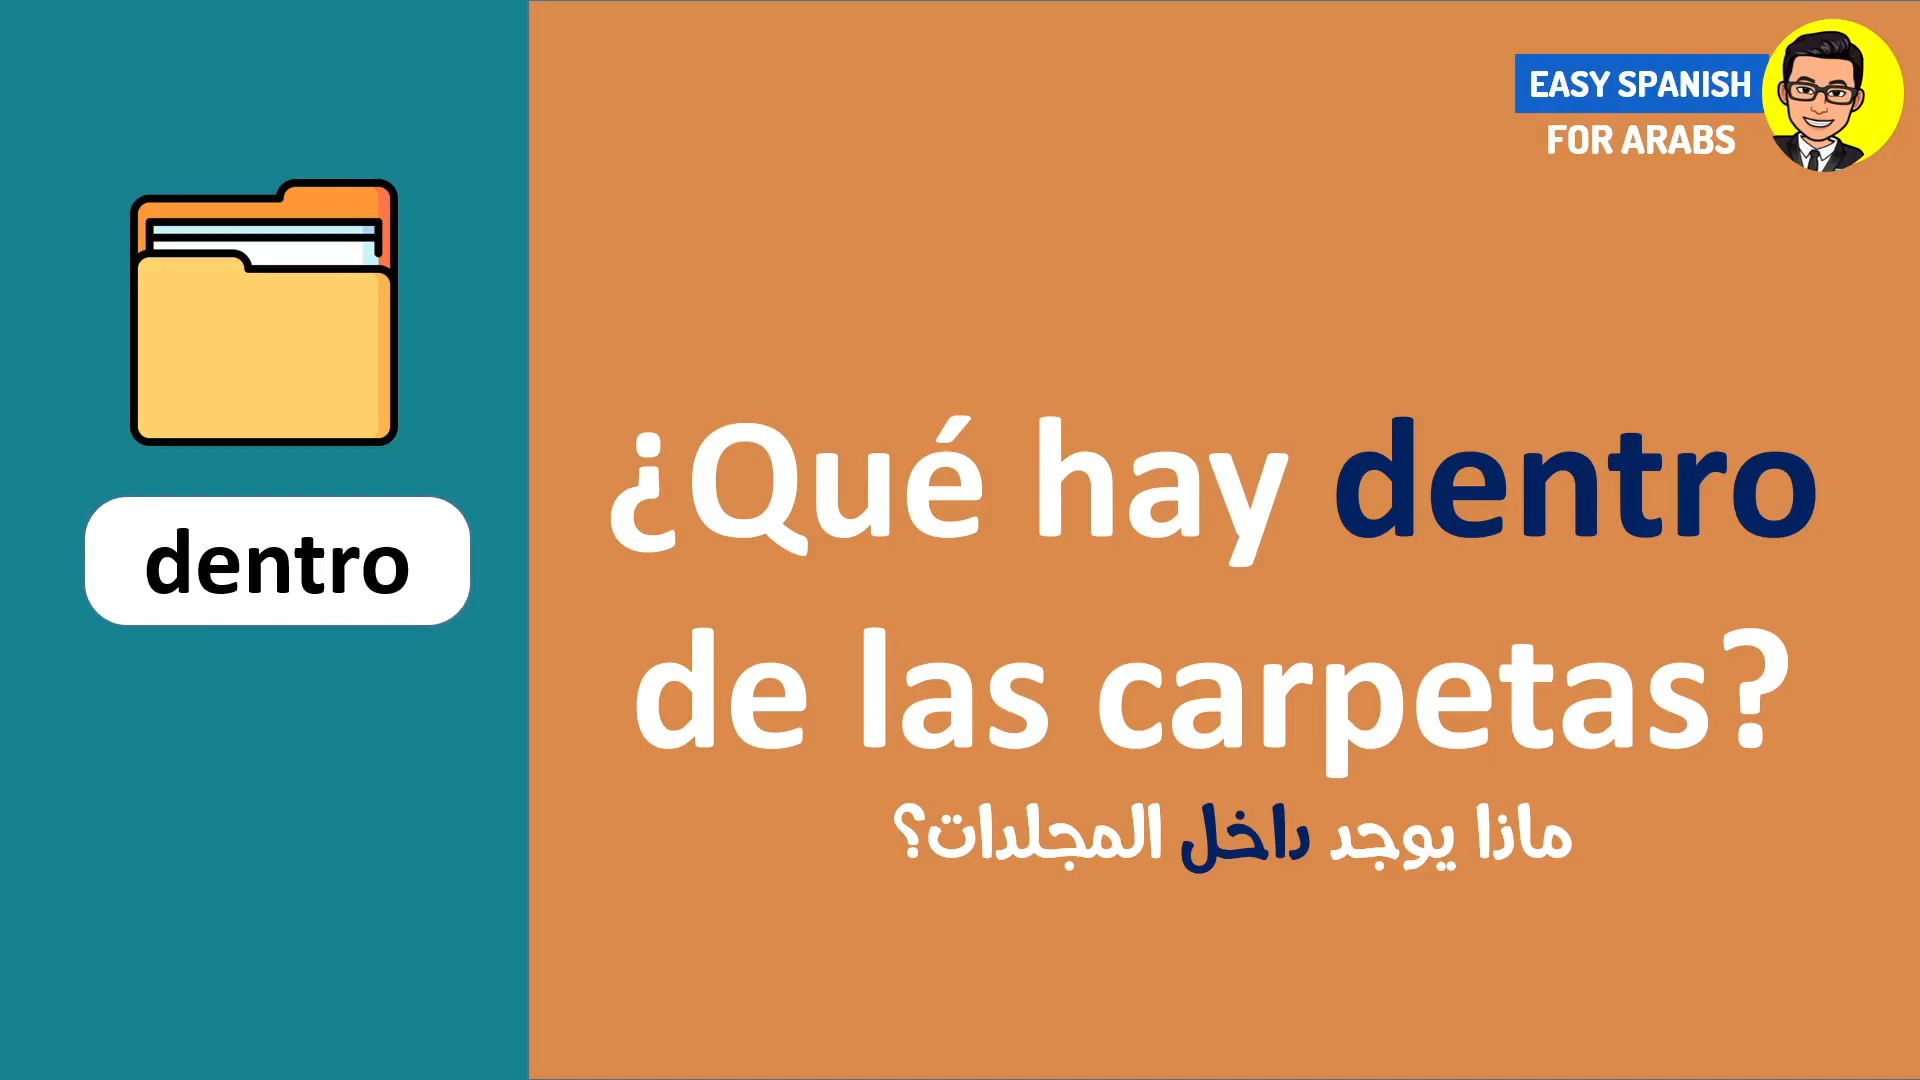 EASY SPANISH
FOR ARABS
dentro
¿Qué hay dentro
de las carpetas?
ماذا يوجد داخل المجلدات؟